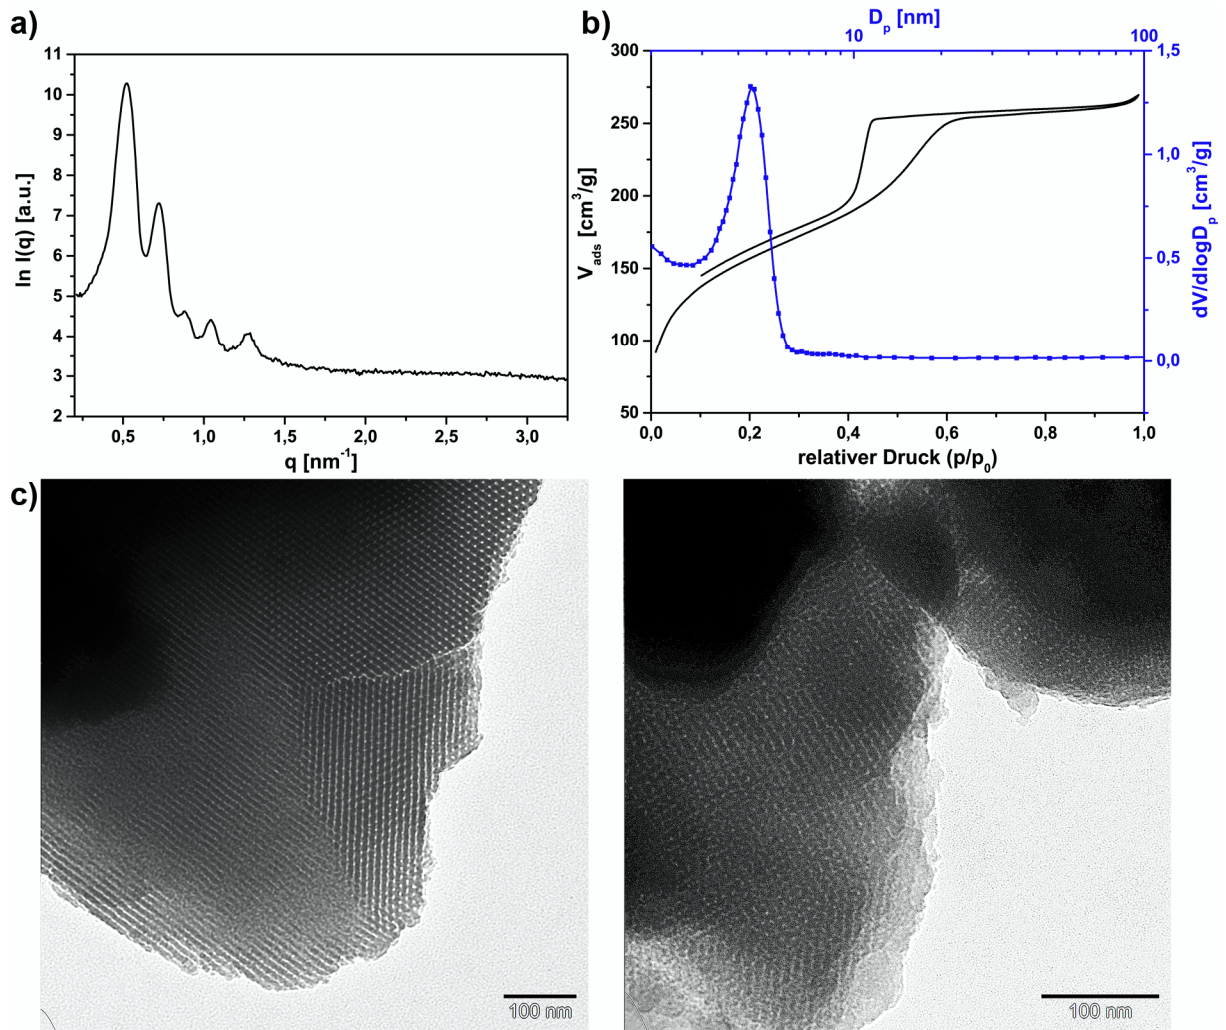 a)
11
10
9
8
7
6
5
4
3
2
ln I(q) [a.u.]
0,5 1,0 1,5 2,0 2,5 3,0
q [nm⁻¹]
b)
Dₚ [nm]
10 100
300
250
200
150
100
50
V_ads [cm³/g]
1,5
1,0
0,5
0,0
dV/dlogDₚ [cm³/g]
0,0 0,2 0,4 0,6 0,8 1,0
relativer Druck (p/p₀)
c)
100 nm
100 nm